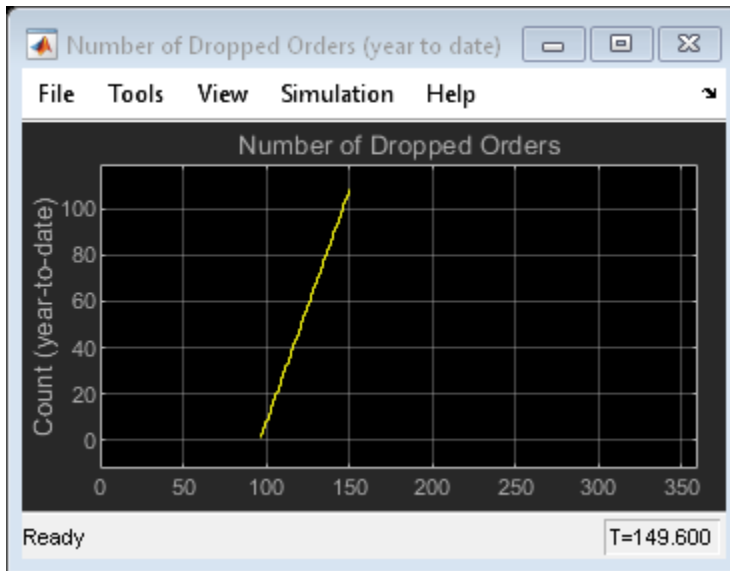 Number of Dropped Orders (year to date)
File Tools View Simulation Help
Number of Dropped Orders
Count (year-to-date)
100
80
60
40
20
0
0 50 100 150 200 250 300 350
Ready T=149.600